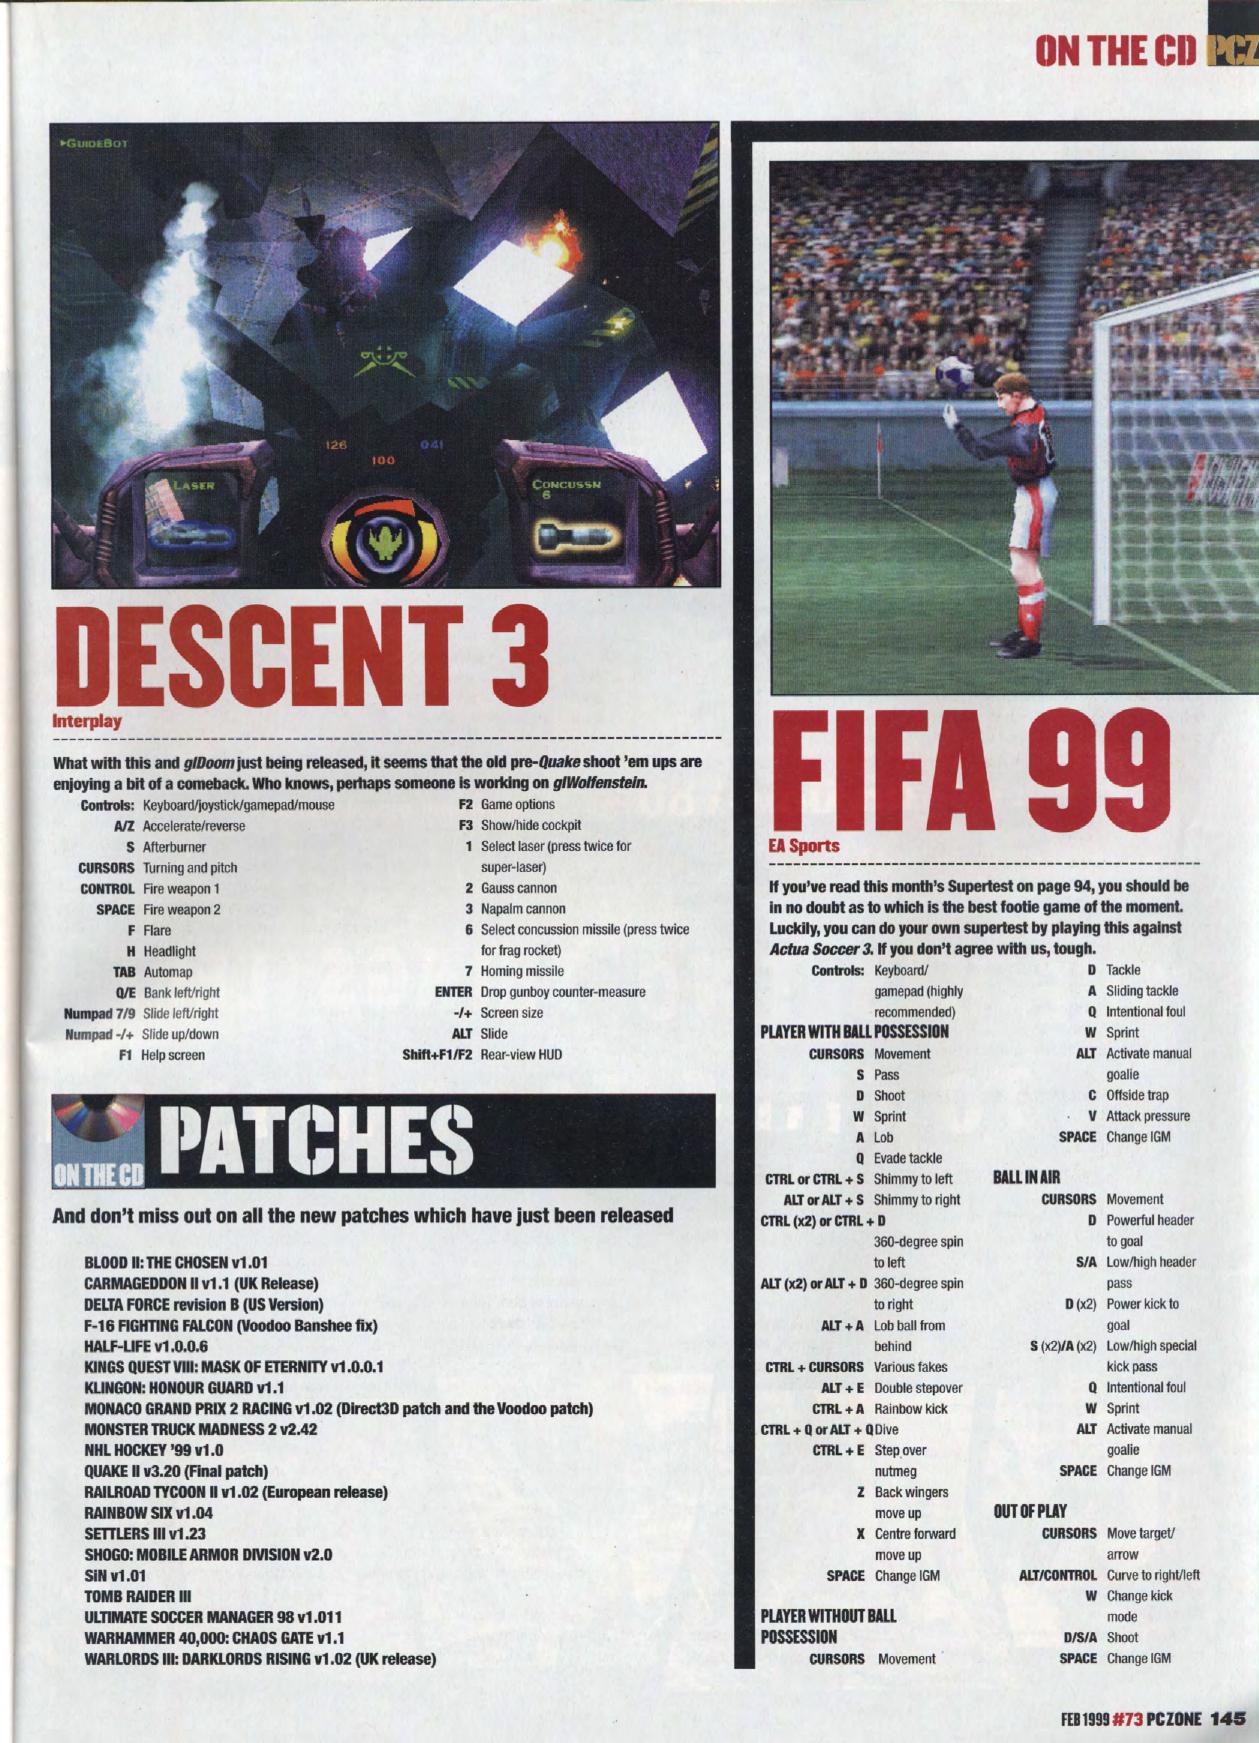 ON THE CD PCZ
GUIDEBOT
126
041
100
LASER
CONCUSSN
6
DESCENT 3
Interplay
What with this and glDoom just being released, it seems that the old pre-Quake shoot 'em ups are
enjoying a bit of a comeback. Who knows, perhaps someone is working on glWolfenstein.
Controls: Keyboard/joystick/gamepad/mouse
A/Z Accelerate/reverse
S Afterburner
CURSORS Turning and pitch
CONTROL Fire weapon 1
SPACE Fire weapon 2
F Flare
H Headlight
TAB Automap
Q/E Bank left/right
Numpad 7/9 Slide left/right
Numpad -/+ Slide up/down
F1 Help screen
F2 Game options
F3 Show/hide cockpit
1 Select laser (press twice for
super-laser)
2 Gauss cannon
3 Napalm cannon
6 Select concussion missile (press twice
for frag rocket)
7 Homing missile
ENTER Drop gunboy counter-measure
-/+ Screen size
ALT Slide
Shift+F1/F2 Rear-view HUD
ON THE CD
PATCHES
And don't miss out on all the new patches which have just been released
BLOOD II: THE CHOSEN v1.01
CARMAGEDDON II v1.1 (UK Release)
DELTA FORCE revision B (US Version)
F-16 FIGHTING FALCON (Voodoo Banshee fix)
HALF-LIFE v1.0.0.6
KINGS QUEST VIII: MASK OF ETERNITY v1.0.0.1
KLINGON: HONOUR GUARD v1.1
MONACO GRAND PRIX 2 RACING v1.02 (Direct3D patch and the Voodoo patch)
MONSTER TRUCK MADNESS 2 v2.42
NHL HOCKEY '99 v1.0
QUAKE II v3.20 (Final patch)
RAILROAD TYCOON II v1.02 (European release)
RAINBOW SIX v1.04
SETTLERS III v1.23
SHOGO: MOBILE ARMOR DIVISION v2.0
SiN v1.01
TOMB RAIDER III
ULTIMATE SOCCER MANAGER 98 v1.011
WARHAMMER 40,000: CHAOS GATE v1.1
WARLORDS III: DARKLORDS RISING v1.02 (UK release)
FIFA 99
EA Sports
If you've read this month's Supertest on page 94, you should be
in no doubt as to which is the best footie game of the moment.
Luckily, you can do your own supertest by playing this against
Actua Soccer 3. If you don't agree with us, tough.
Controls: Keyboard/
gamepad (highly
recommended)
PLAYER WITH BALL POSSESSION
CURSORS Movement
S Pass
D Shoot
W Sprint
A Lob
Q Evade tackle
CTRL or CTRL + S Shimmy to left
ALT or ALT + S Shimmy to right
CTRL (x2) or CTRL + D
360-degree spin
to left
ALT (x2) or ALT + D 360-degree spin
to right
ALT + A Lob ball from
behind
CTRL + CURSORS Various fakes
ALT + E Double stepover
CTRL + A Rainbow kick
CTRL + Q or ALT + Q Dive
CTRL + E Step over
nutmeg
Z Back wingers
move up
X Centre forward
move up
SPACE Change IGM
PLAYER WITHOUT BALL
POSSESSION
CURSORS Movement
D Tackle
A Sliding tackle
Q Intentional foul
W Sprint
ALT Activate manual
goalie
C Offside trap
V Attack pressure
SPACE Change IGM
BALL IN AIR
CURSORS Movement
D Powerful header
to goal
S/A Low/high header
pass
D (x2) Power kick to
goal
S (x2)/A (x2) Low/high special
kick pass
Q Intentional foul
W Sprint
ALT Activate manual
goalie
SPACE Change IGM
OUT OF PLAY
CURSORS Move target/
arrow
ALT/CONTROL Curve to right/left
W Change kick
mode
D/S/A Shoot
SPACE Change IGM
FEB 1999 #73 PC ZONE 145